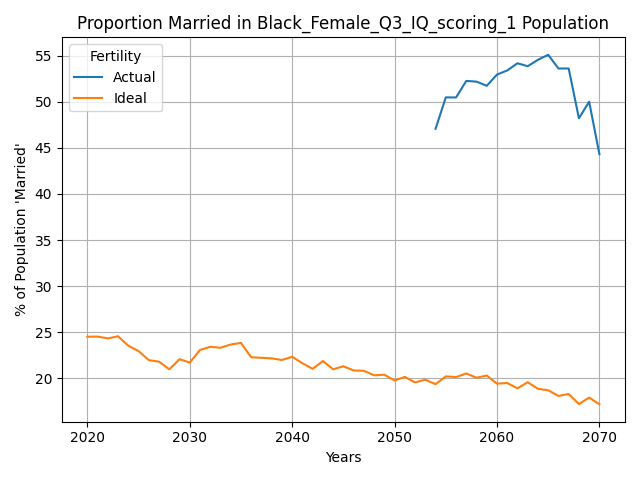 Proportion Married in Black_Female_Q3_IQ_scoring_1 Population
Fertility
Actual
Ideal
% of Population 'Married'
55
50
45
40
35
30
25
20
2020
2030
2040
2050
2060
2070
Years